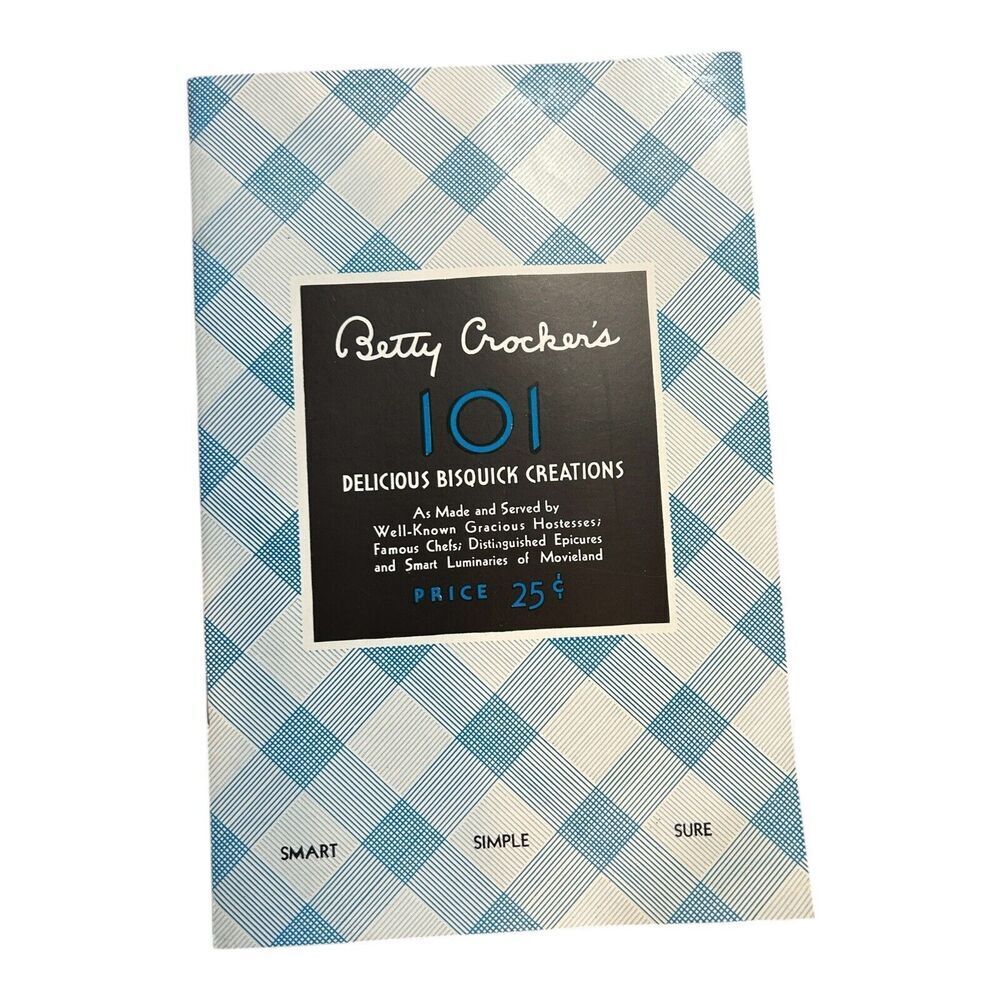 Betty Crocker's
101
DELICIOUS BISQUICK CREATIONS
As Made and Served by
Well-Known Gracious Hostesses;
Famous Chefs; Distinguished Epicures
and Smart Luminaries of Movieland
PRICE 25¢
SMART SIMPLE SURE